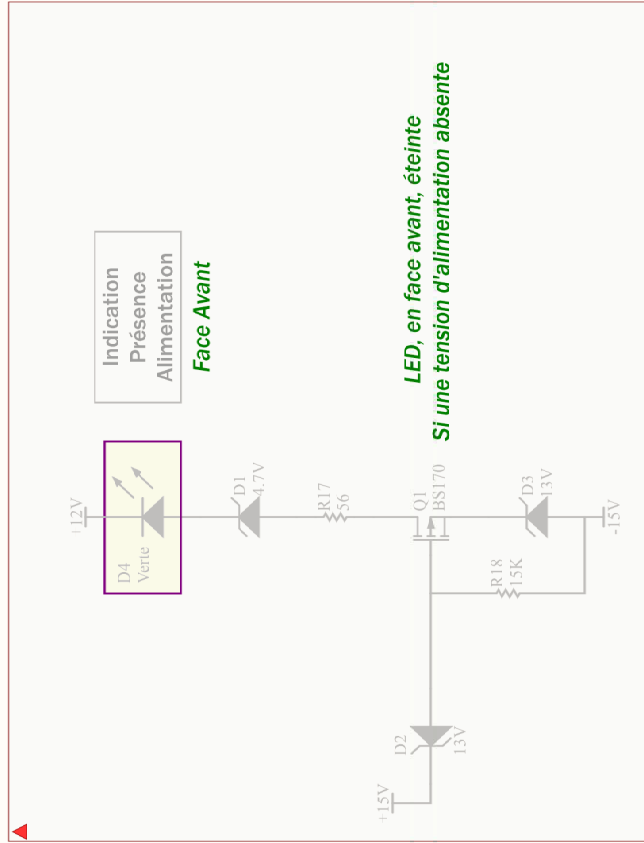 Indication
Présence
Alimentation
Face Avant
LED, en face avant, éteinte
Si une tension d'alimentation absente
+12V
D4
Verte
D1
4.7V
R17
56
Q1
BS170
D3
13V
-15V
R18
15K
D2
13V
+15V